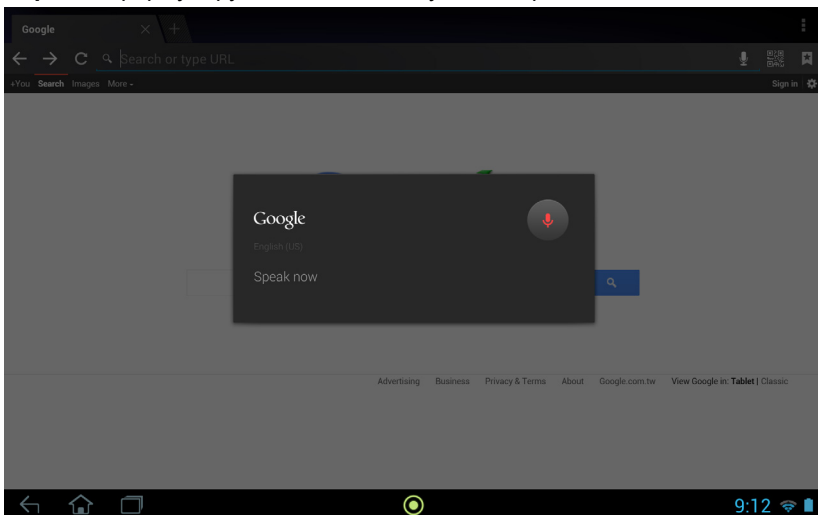 Google
Search or type URL
+You Search Images More
Sign in
Google
English (US)
Speak now
Advertising Business Privacy & Terms About Google.com.tw View Google in: Tablet | Classic
9:12